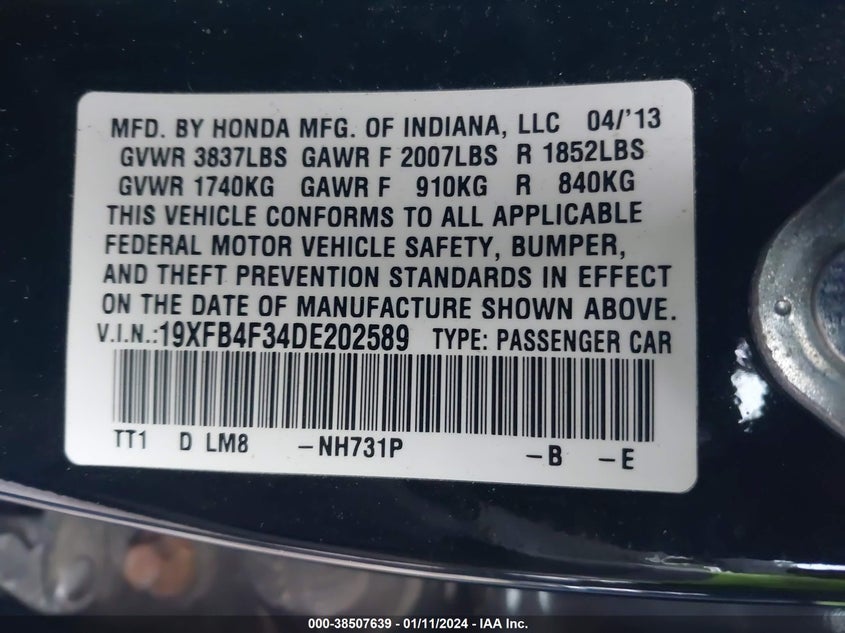 MFD. BY HONDA MFG. OF INDIANA, LLC 04/'13
GVWR 3837LBS GAWR F 2007LBS R 1852LBS
GVWR 1740KG GAWR F 910KG R 840KG
THIS VEHICLE CONFORMS TO ALL APPLICABLE
FEDERAL MOTOR VEHICLE SAFETY, BUMPER,
AND THEFT PREVENTION STANDARDS IN EFFECT
ON THE DATE OF MANUFACTURE SHOWN ABOVE.
V.I.N.:19XFB4F34DE202589 TYPE: PASSENGER CAR
TT1 D LM8 -NH731P -B -E
000-38507639 - 01/11/2024 - IAA Inc.